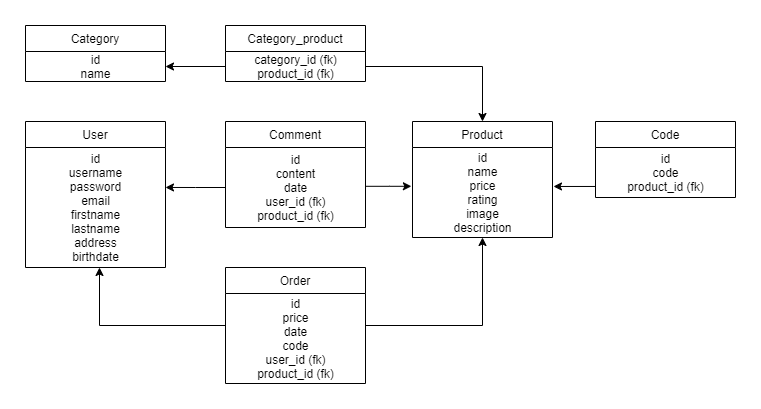 Category
id
name
Category_product
category_id (fk)
product_id (fk)
User
id
username
password
email
firstname
lastname
address
birthdate
Comment
id
content
date
user_id (fk)
product_id (fk)
Product
id
name
price
rating
image
description
Code
id
code
product_id (fk)
Order
id
price
date
code
user_id (fk)
product_id (fk)